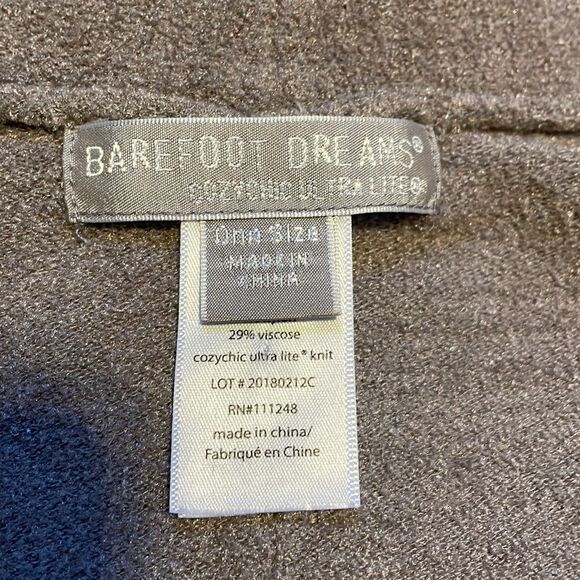 BAREFOOT DREAMS®
COZYCHIC ULTRA LITE®
One Size
MADE IN
CHINA
29% viscose
cozychic ultra lite® knit
LOT # 20180212C
RN#111248
made in china/
Fabriqué en Chine